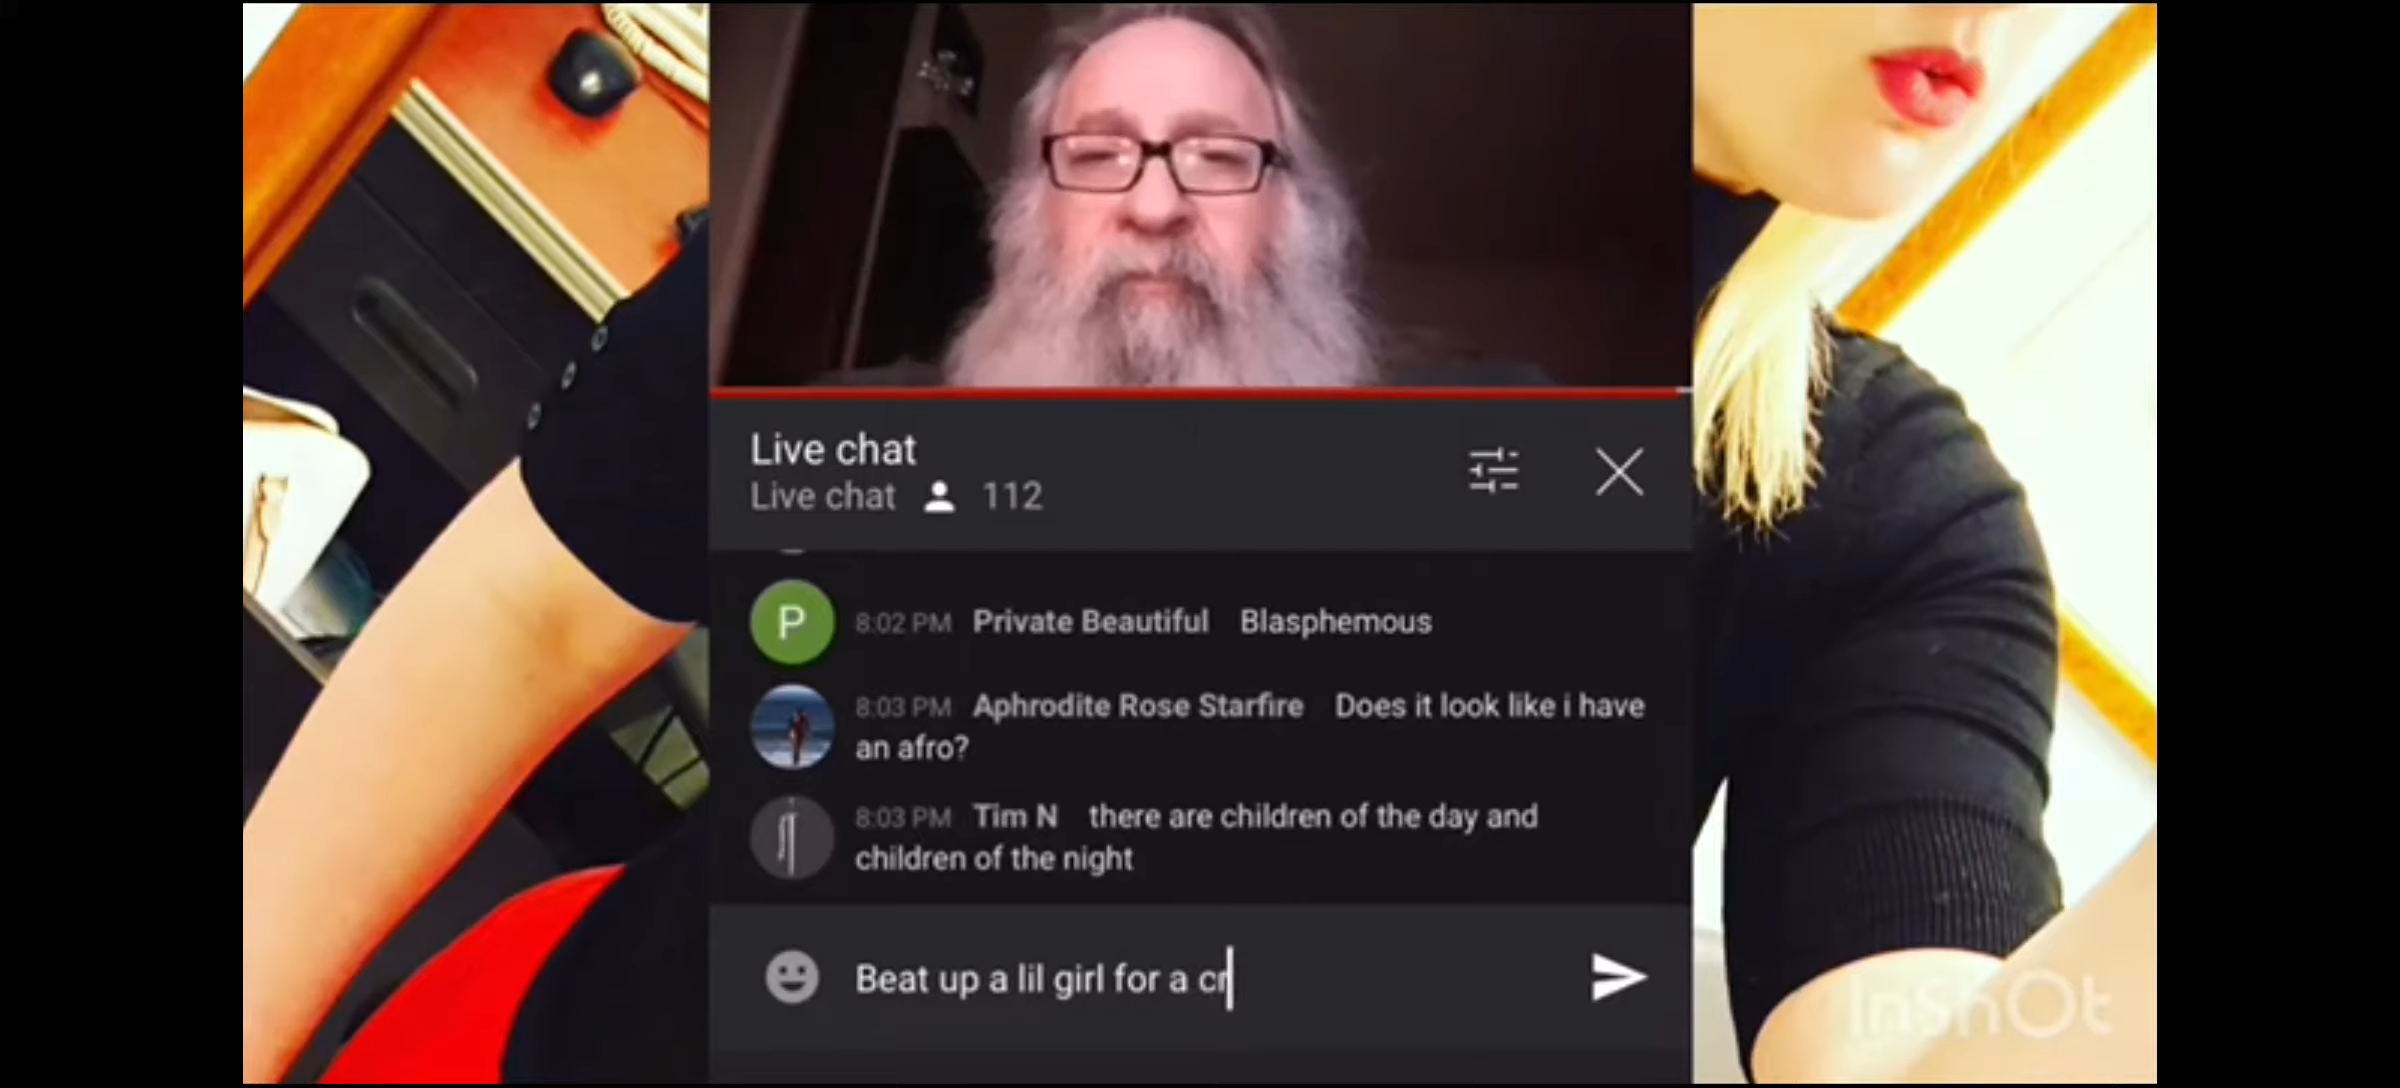 Live chat
Live chat 112
P 8:02 PM Private Beautiful Blasphemous
8:03 PM Aphrodite Rose Starfire Does it look like i have
an afro?
8:03 PM Tim N there are children of the day and
children of the night
Beat up a lil girl for a cr
InShOt